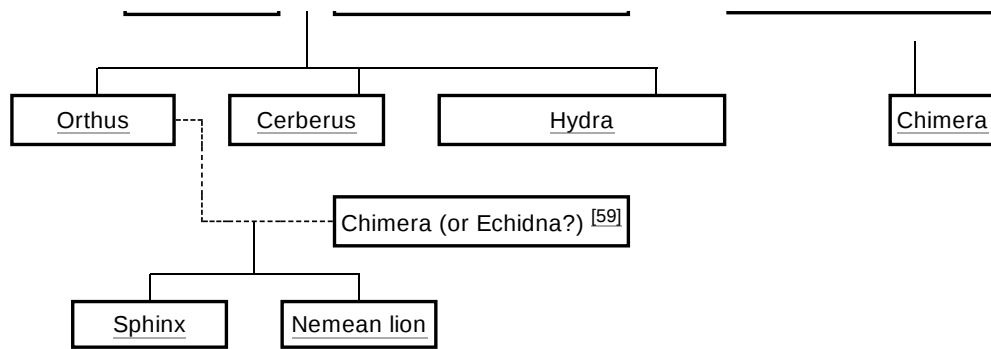 Orthus
Cerberus
Hydra
Chimera
Chimera (or Echidna?) [59]
Sphinx
Nemean lion